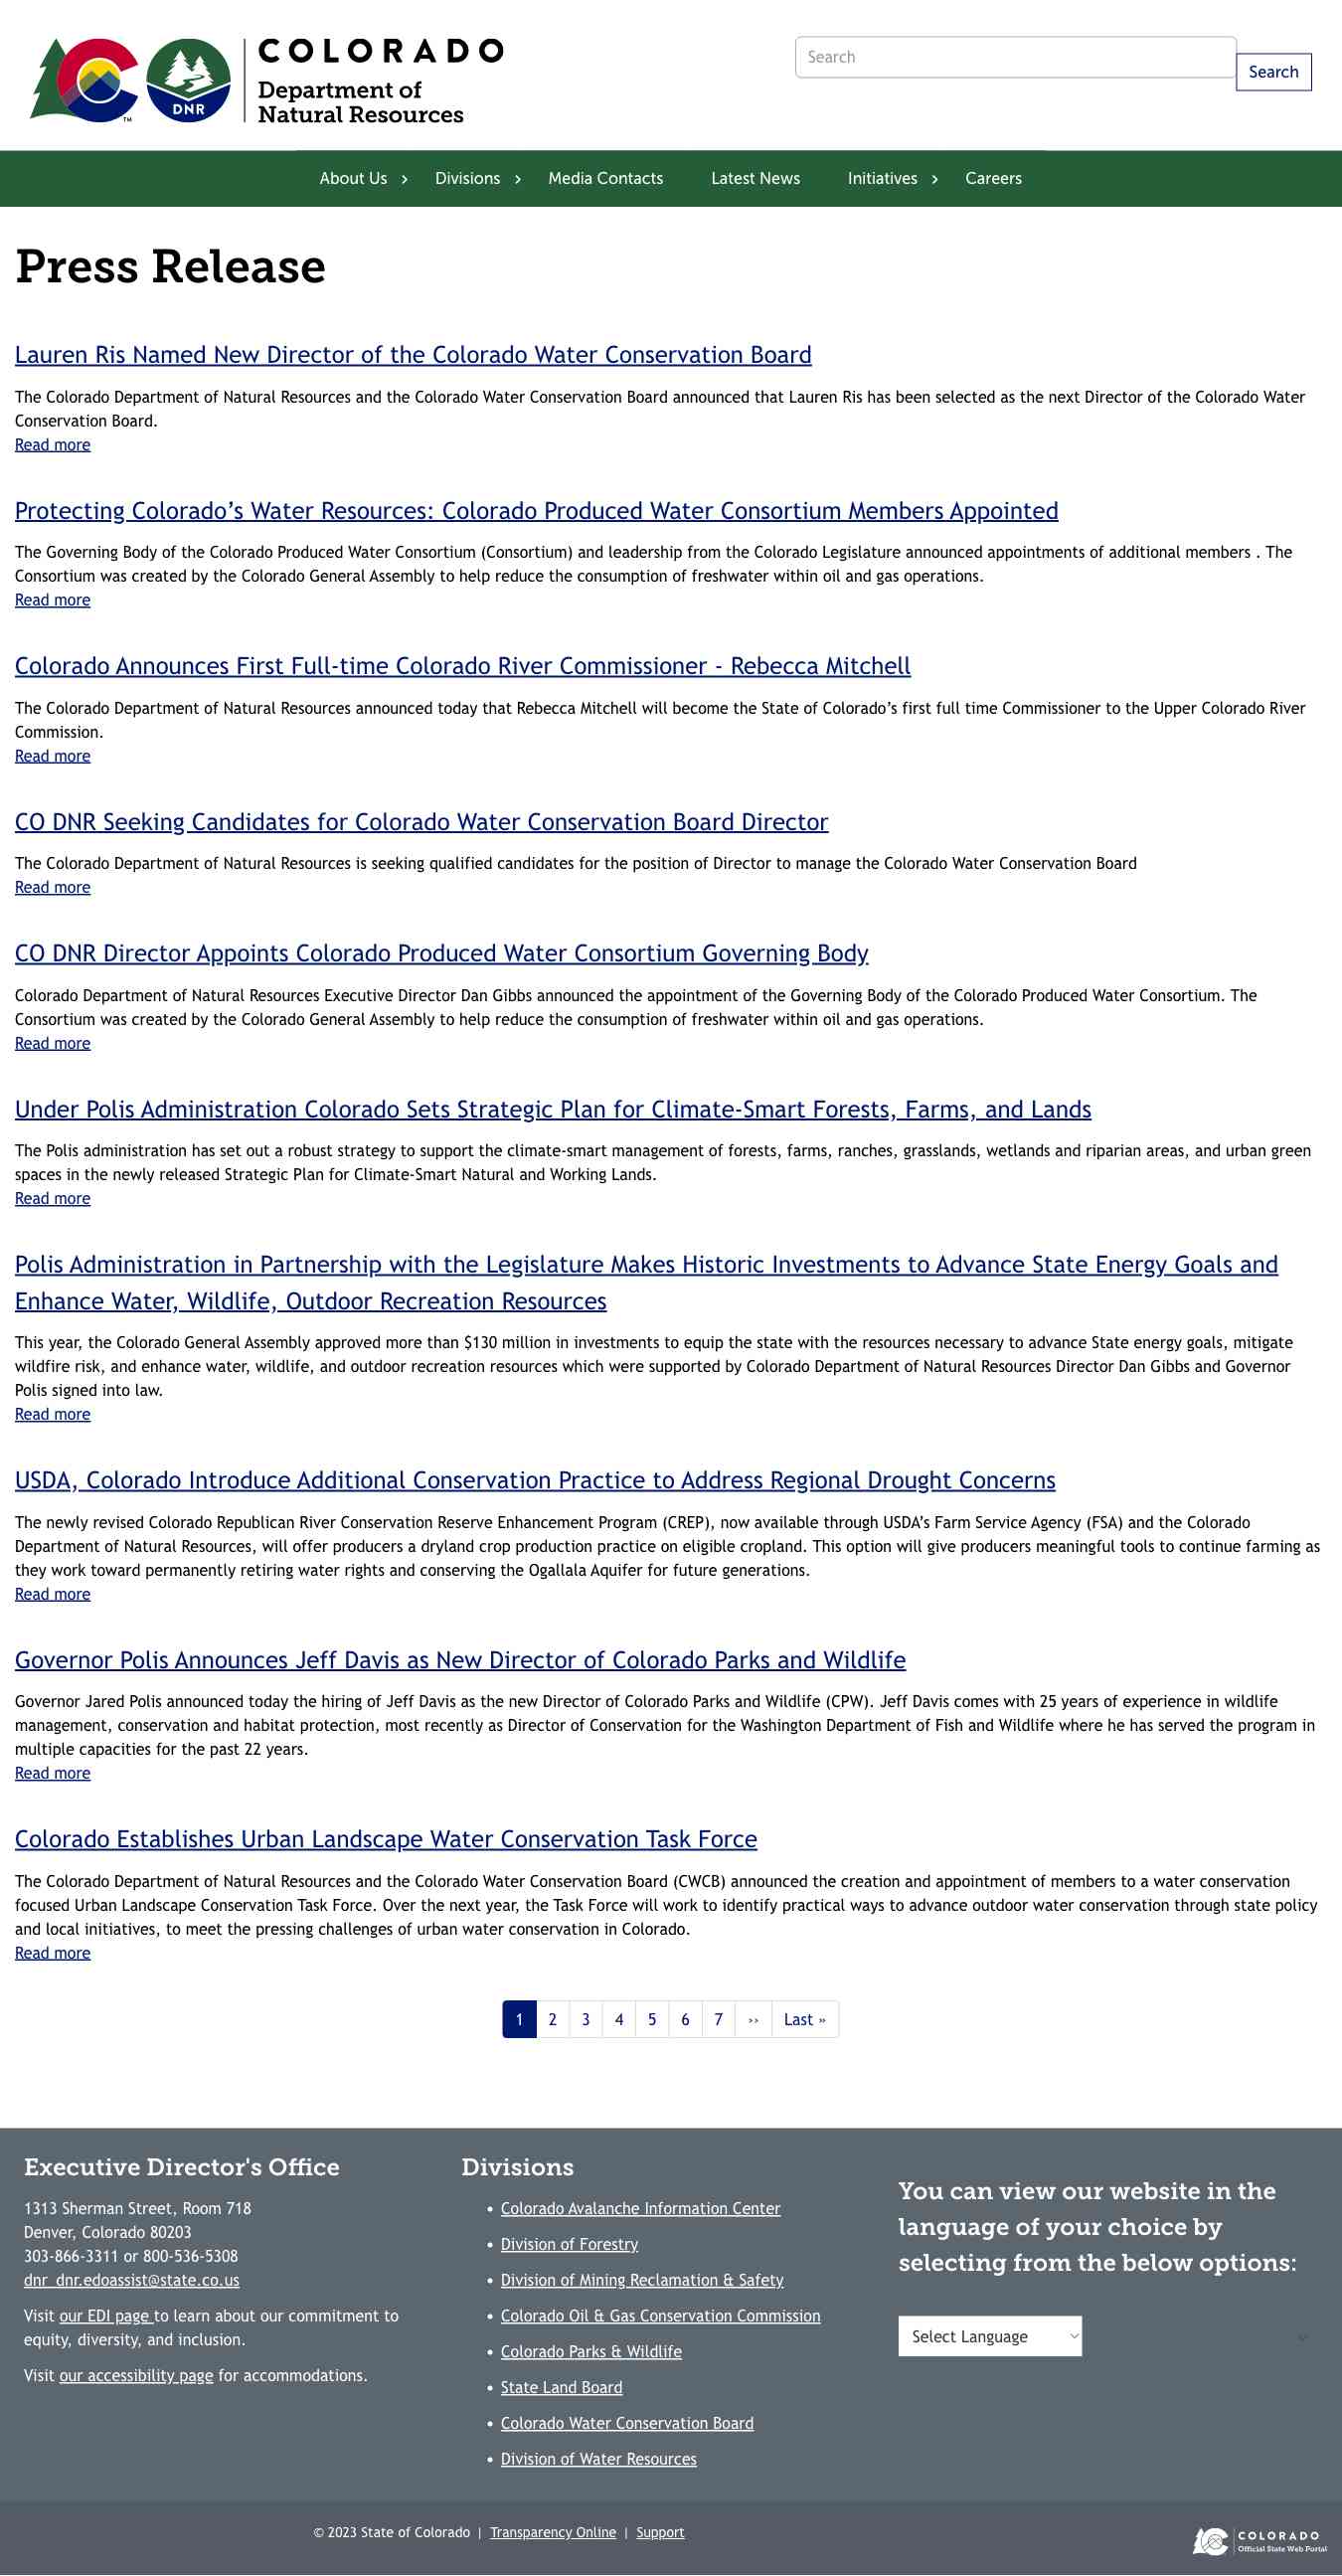 COLORADO
Department of
Natural Resources
DNR
TM
Search
Search
About Us
Divisions
Media Contacts
Latest News
Initiatives
Careers
Press Release
Lauren Ris Named New Director of the Colorado Water Conservation Board
The Colorado Department of Natural Resources and the Colorado Water Conservation Board announced that Lauren Ris has been selected as the next Director of the Colorado Water
Conservation Board.
Read more
Protecting Colorado’s Water Resources: Colorado Produced Water Consortium Members Appointed
The Governing Body of the Colorado Produced Water Consortium (Consortium) and leadership from the Colorado Legislature announced appointments of additional members . The
Consortium was created by the Colorado General Assembly to help reduce the consumption of freshwater within oil and gas operations.
Read more
Colorado Announces First Full-time Colorado River Commissioner - Rebecca Mitchell
The Colorado Department of Natural Resources announced today that Rebecca Mitchell will become the State of Colorado’s first full time Commissioner to the Upper Colorado River
Commission.
Read more
CO DNR Seeking Candidates for Colorado Water Conservation Board Director
The Colorado Department of Natural Resources is seeking qualified candidates for the position of Director to manage the Colorado Water Conservation Board
Read more
CO DNR Director Appoints Colorado Produced Water Consortium Governing Body
Colorado Department of Natural Resources Executive Director Dan Gibbs announced the appointment of the Governing Body of the Colorado Produced Water Consortium. The
Consortium was created by the Colorado General Assembly to help reduce the consumption of freshwater within oil and gas operations.
Read more
Under Polis Administration Colorado Sets Strategic Plan for Climate-Smart Forests, Farms, and Lands
The Polis administration has set out a robust strategy to support the climate-smart management of forests, farms, ranches, grasslands, wetlands and riparian areas, and urban green
spaces in the newly released Strategic Plan for Climate-Smart Natural and Working Lands.
Read more
Polis Administration in Partnership with the Legislature Makes Historic Investments to Advance State Energy Goals and
Enhance Water, Wildlife, Outdoor Recreation Resources
This year, the Colorado General Assembly approved more than $130 million in investments to equip the state with the resources necessary to advance State energy goals, mitigate
wildfire risk, and enhance water, wildlife, and outdoor recreation resources which were supported by Colorado Department of Natural Resources Director Dan Gibbs and Governor
Polis signed into law.
Read more
USDA, Colorado Introduce Additional Conservation Practice to Address Regional Drought Concerns
The newly revised Colorado Republican River Conservation Reserve Enhancement Program (CREP), now available through USDA’s Farm Service Agency (FSA) and the Colorado
Department of Natural Resources, will offer producers a dryland crop production practice on eligible cropland. This option will give producers meaningful tools to continue farming as
they work toward permanently retiring water rights and conserving the Ogallala Aquifer for future generations.
Read more
Governor Polis Announces Jeff Davis as New Director of Colorado Parks and Wildlife
Governor Jared Polis announced today the hiring of Jeff Davis as the new Director of Colorado Parks and Wildlife (CPW). Jeff Davis comes with 25 years of experience in wildlife
management, conservation and habitat protection, most recently as Director of Conservation for the Washington Department of Fish and Wildlife where he has served the program in
multiple capacities for the past 22 years.
Read more
Colorado Establishes Urban Landscape Water Conservation Task Force
The Colorado Department of Natural Resources and the Colorado Water Conservation Board (CWCB) announced the creation and appointment of members to a water conservation
focused Urban Landscape Conservation Task Force. Over the next year, the Task Force will work to identify practical ways to advance outdoor water conservation through state policy
and local initiatives, to meet the pressing challenges of urban water conservation in Colorado.
Read more
1 2 3 4 5 6 7 ›› Last »
Executive Director's Office
1313 Sherman Street, Room 718
Denver, Colorado 80203
303-866-3311 or 800-536-5308
dnr_dnr.edoassist@state.co.us
Visit our EDI page to learn about our commitment to
equity, diversity, and inclusion.
Visit our accessibility page for accommodations.
Divisions
• Colorado Avalanche Information Center
• Division of Forestry
• Division of Mining Reclamation & Safety
• Colorado Oil & Gas Conservation Commission
• Colorado Parks & Wildlife
• State Land Board
• Colorado Water Conservation Board
• Division of Water Resources
You can view our website in the
language of your choice by
selecting from the below options:
Select Language
© 2023 State of Colorado | Transparency Online | Support
COLORADO
Official State Web Portal